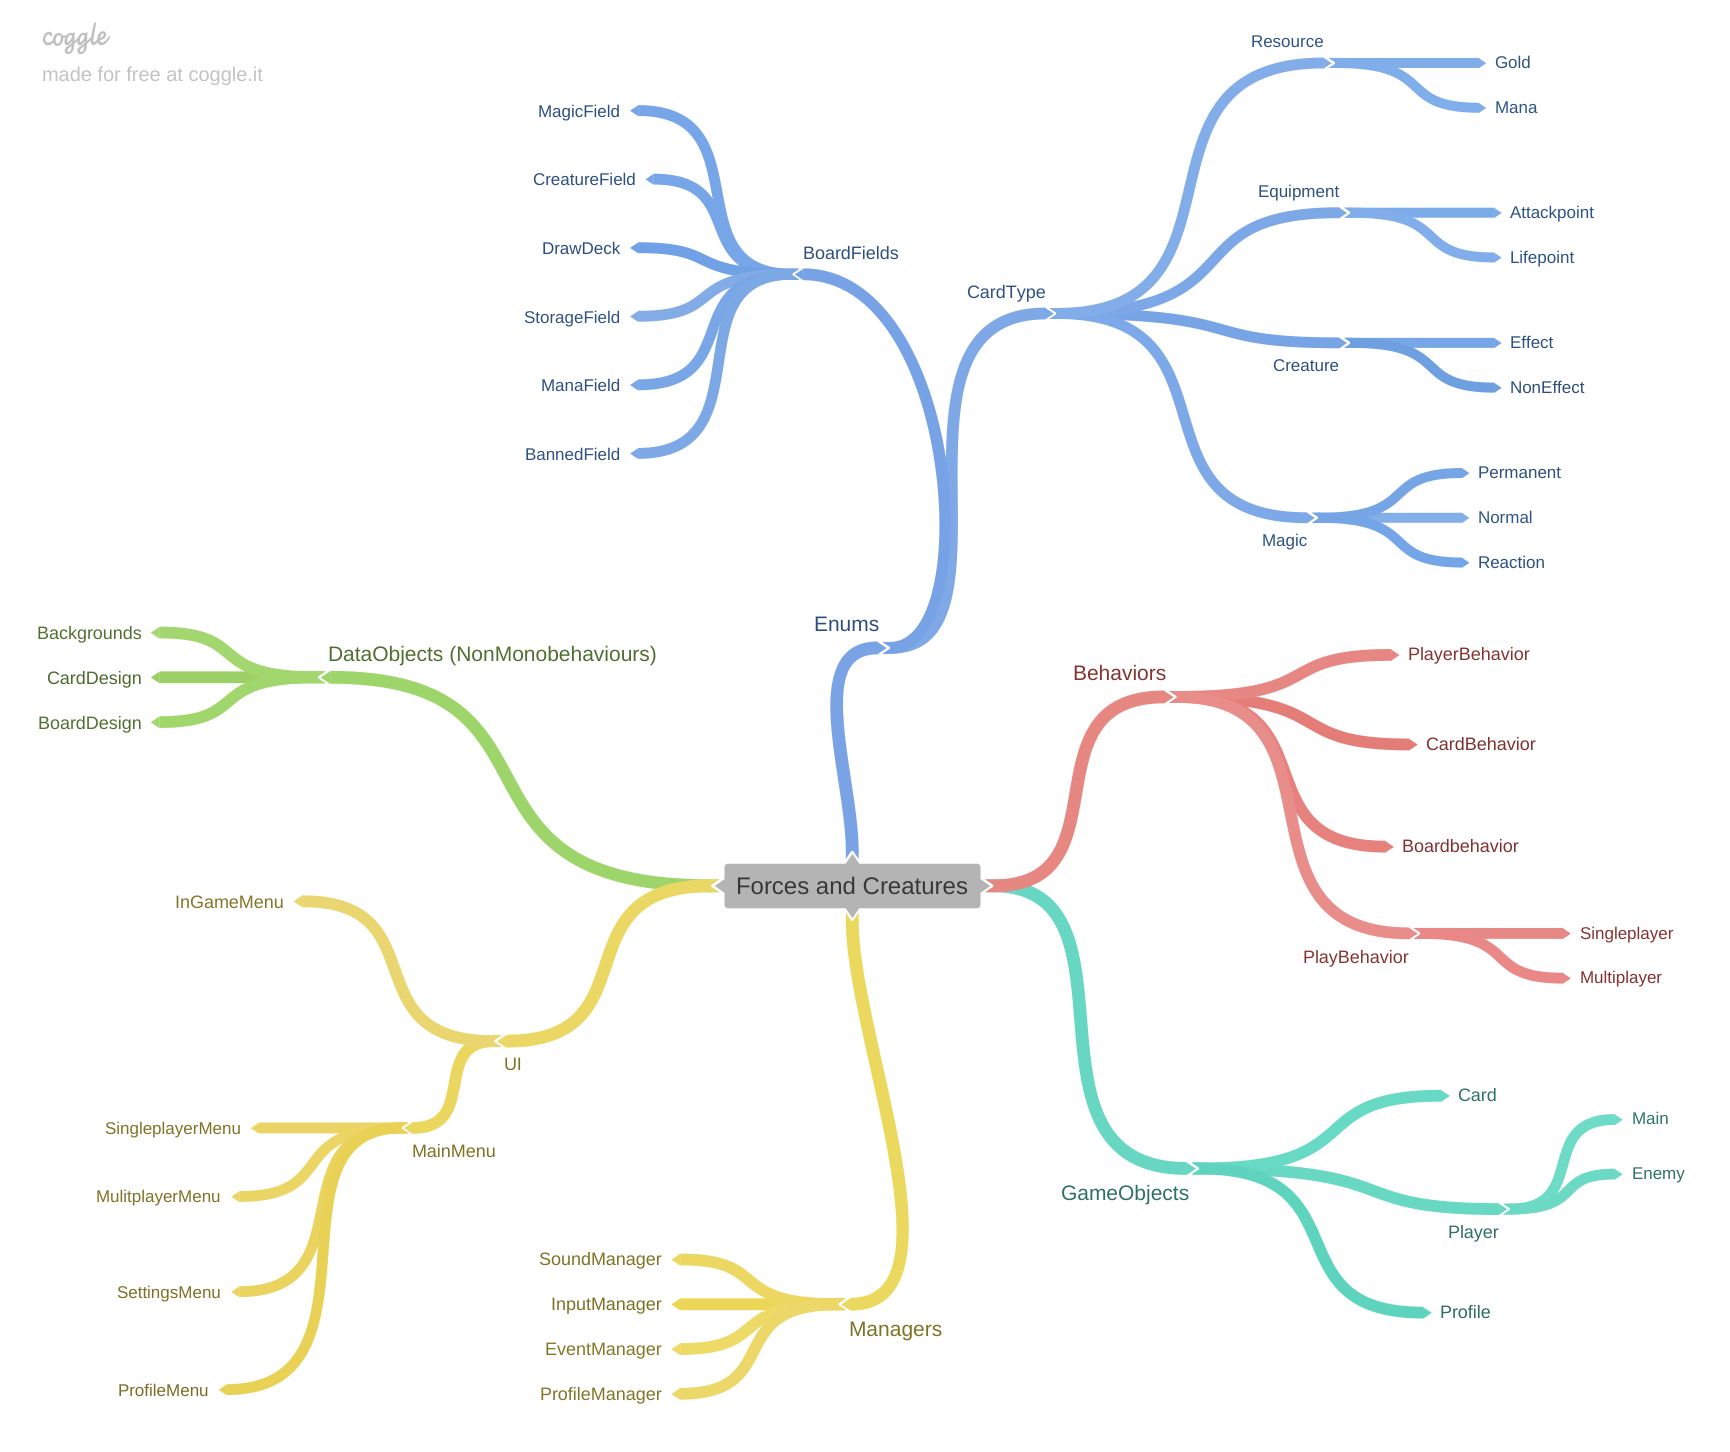 coggle
made for free at coggle.it
Resource
Gold
Mana
Equipment
Attackpoint
Lifepoint
CardType
Creature
Effect
NonEffect
Magic
Permanent
Normal
Reaction
MagicField
CreatureField
DrawDeck
StorageField
ManaField
BannedField
BoardFields
Enums
DataObjects (NonMonobehaviours)
Backgrounds
CardDesign
BoardDesign
Behaviors
PlayerBehavior
CardBehavior
Boardbehavior
PlayBehavior
Singleplayer
Multiplayer
Forces and Creatures
InGameMenu
UI
MainMenu
SingleplayerMenu
MulitplayerMenu
SettingsMenu
ProfileMenu
SoundManager
InputManager
EventManager
ProfileManager
Managers
GameObjects
Card
Player
Main
Enemy
Profile